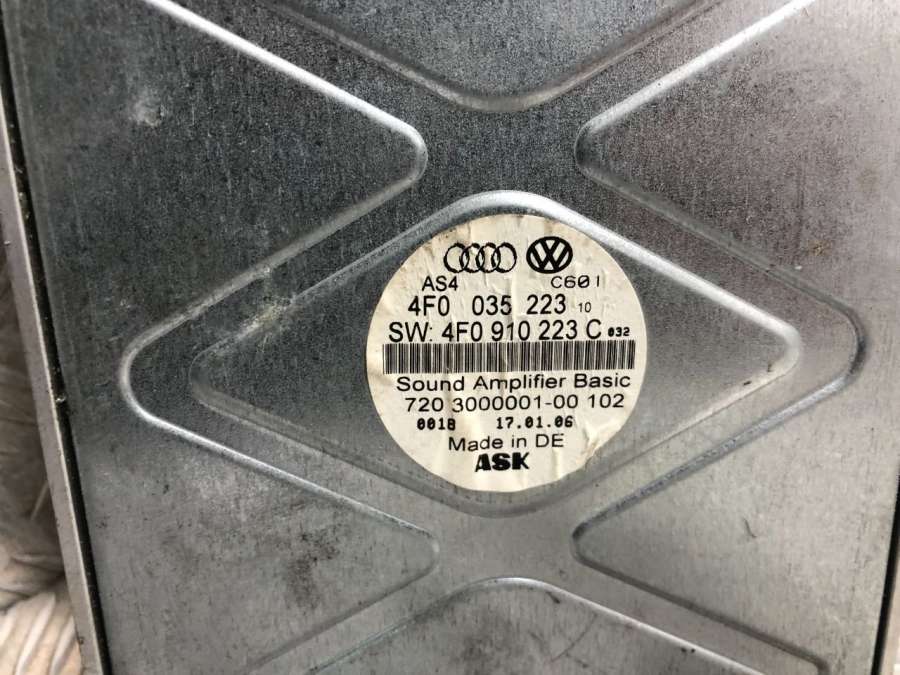 AS4 C601
4F0 035 223 10
SW: 4F0 910 223 C 032
Sound Amplifier Basic
720 3000001-00 102
0018 17.01.06
Made in DE
ASK